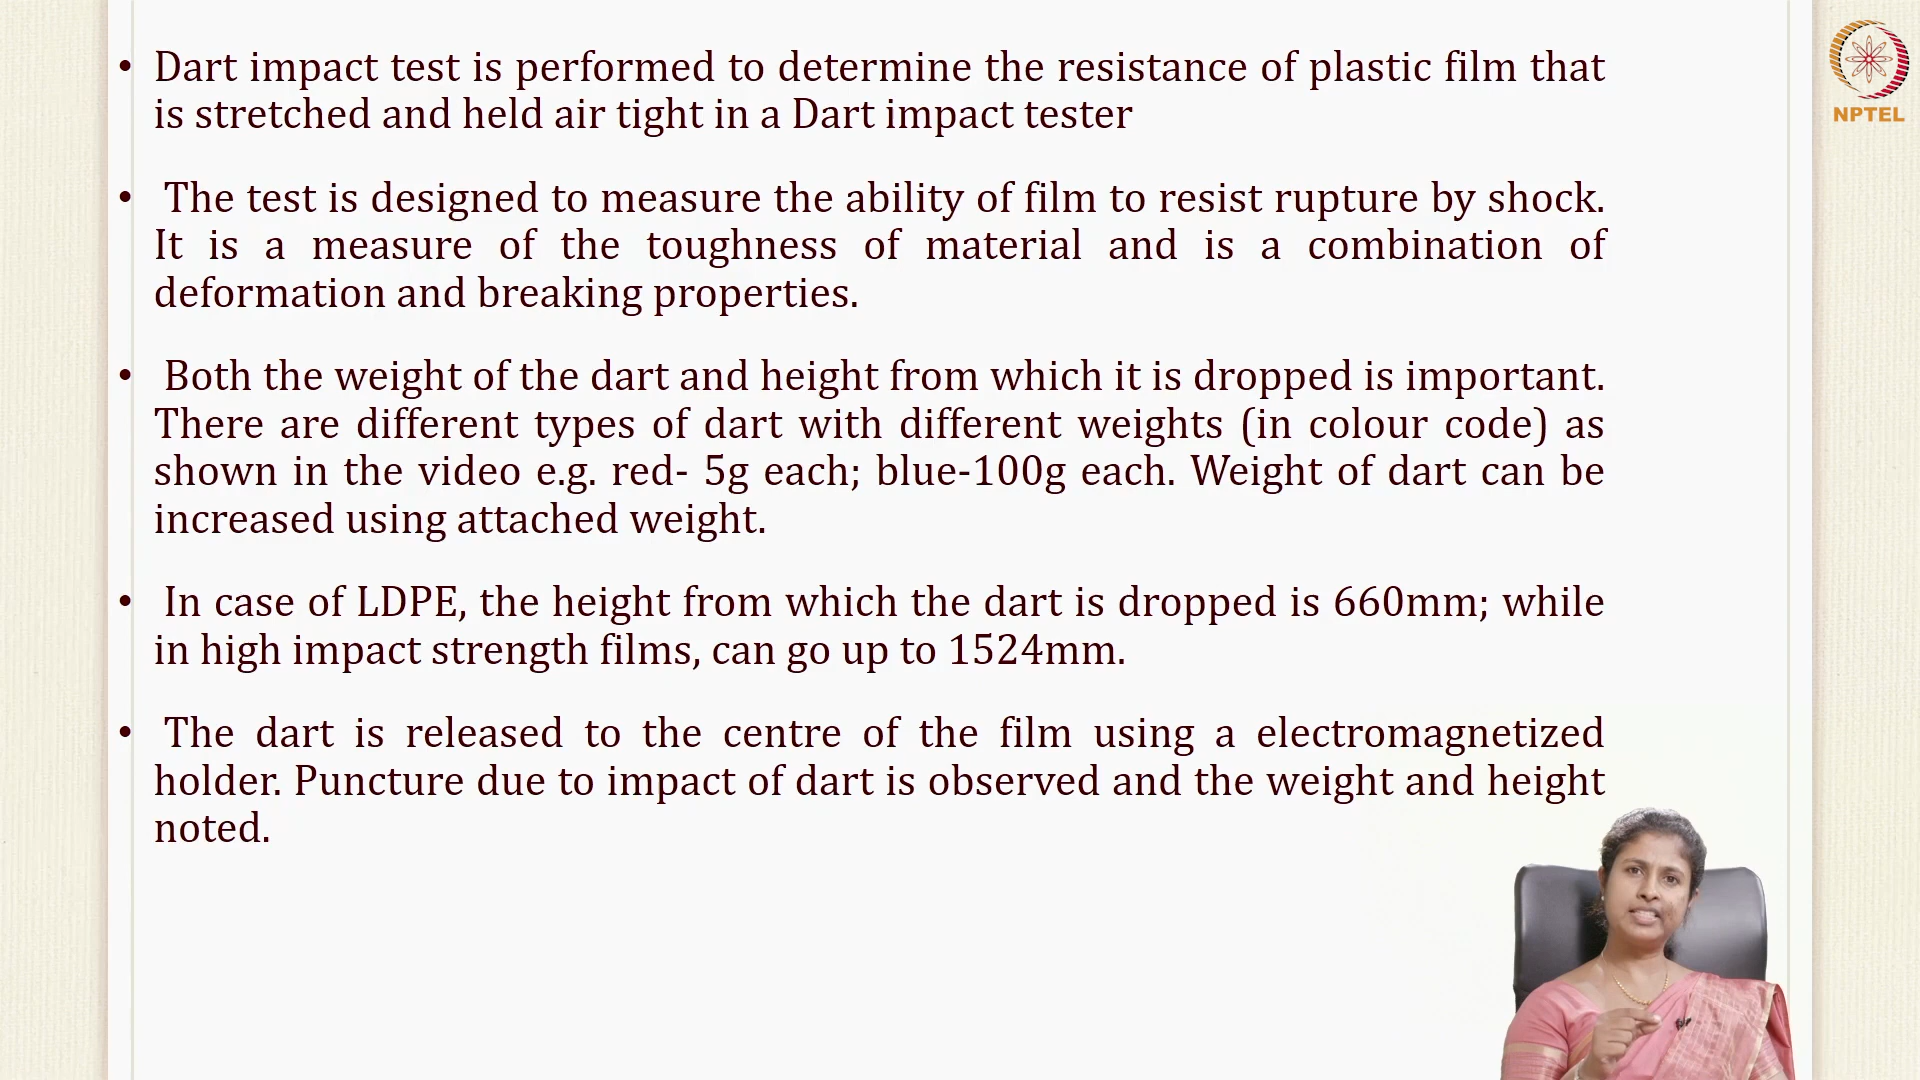 • Dart impact test is performed to determine the resistance of plastic film that
is stretched and held air tight in a Dart impact tester
• The test is designed to measure the ability of film to resist rupture by shock.
It is a measure of the toughness of material and is a combination of
deformation and breaking properties.
• Both the weight of the dart and height from which it is dropped is important.
There are different types of dart with different weights (in colour code) as
shown in the video e.g. red- 5g each; blue-100g each. Weight of dart can be
increased using attached weight.
• In case of LDPE, the height from which the dart is dropped is 660mm; while
in high impact strength films, can go up to 1524mm.
• The dart is released to the centre of the film using a electromagnetized
holder. Puncture due to impact of dart is observed and the weight and height
noted.
NPTEL